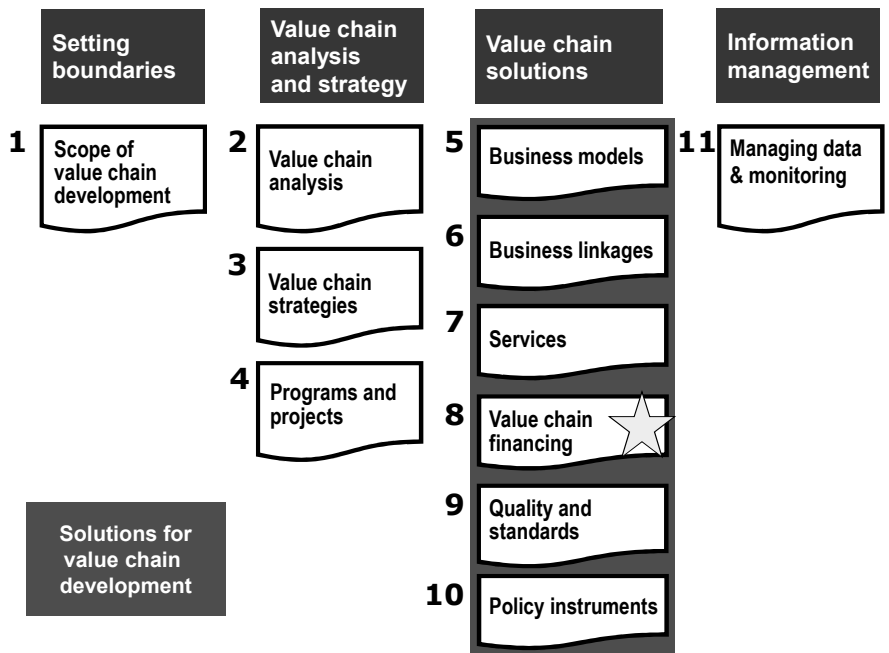 Setting
boundaries
Value chain
analysis
and strategy
Value chain
solutions
Information
management
1
Scope of
value chain
development
2
Value chain
analysis
3
Value chain
strategies
4
Programs and
projects
5
Business models
6
Business linkages
7
Services
8
Value chain
financing
9
Quality and
standards
10
Policy instruments
11
Managing data
& monitoring
Solutions for
value chain
development